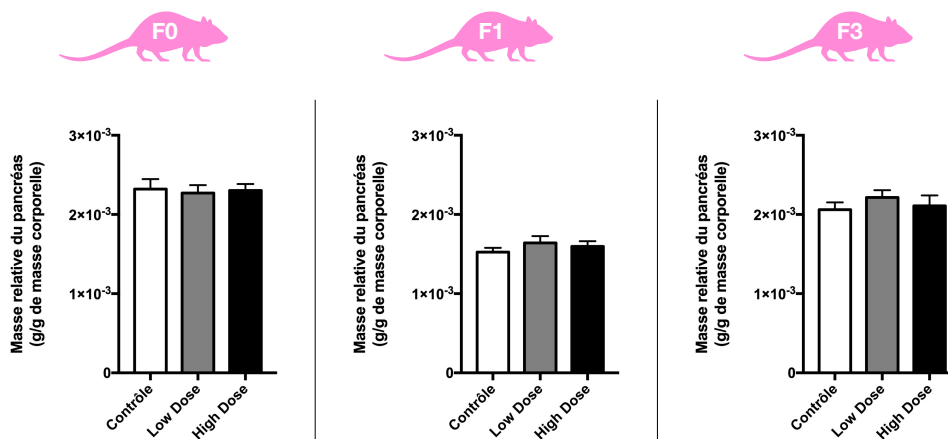 F0
F1
F3
Masse relative du pancréas
(g/g de masse corporelle)
3×10⁻³
2×10⁻³
1×10⁻³
0
Contrôle
Low Dose
High Dose
Masse relative du pancréas
(g/g de masse corporelle)
3×10⁻³
2×10⁻³
1×10⁻³
0
Contrôle
Low Dose
High Dose
Masse relative du pancréas
(g/g de masse corporelle)
3×10⁻³
2×10⁻³
1×10⁻³
0
Contrôle
Low Dose
High Dose